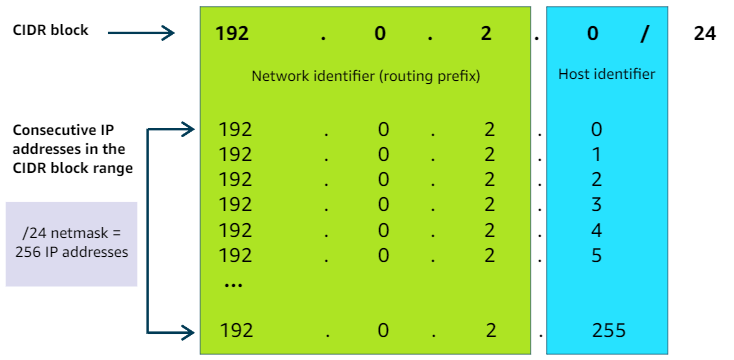 CIDR block 192 . 0 . 2 . 0 / 24
Network identifier (routing prefix) Host identifier
Consecutive IP
addresses in the
CIDR block range
192 . 0 . 2 . 0
192 . 0 . 2 . 1
192 . 0 . 2 . 2
192 . 0 . 2 . 3
192 . 0 . 2 . 4
192 . 0 . 2 . 5
...
192 . 0 . 2 . 255
/24 netmask =
256 IP addresses